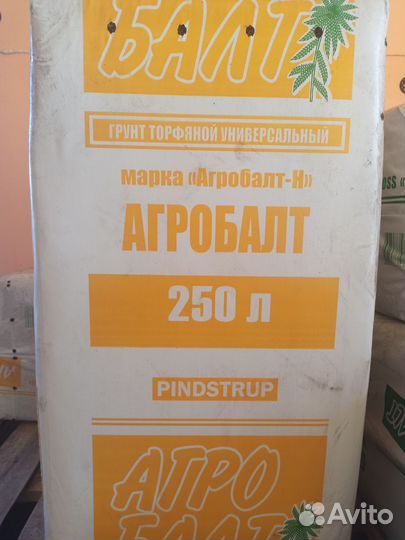 БАЛТ
ГРУНТ ТОРФЯНОЙ УНИВЕРСАЛЬНЫЙ
марка «Агробалт-Н»
АГРОБАЛТ
250 л
PINDSTRUP
АГРО
БАЛТ
Avito